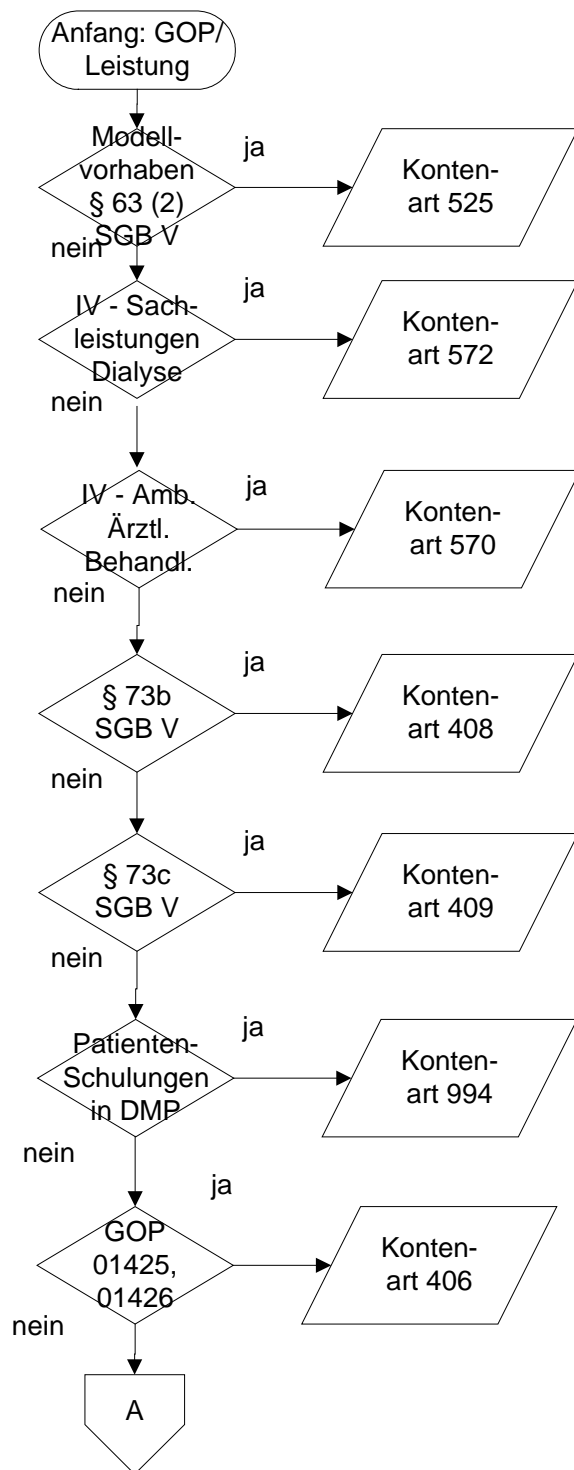 Anfang: GOP/
Leistung
Modell-
vorhaben
§ 63 (2)
SGB V
ja
Konten-
art 525
nein
IV - Sach-
leistungen
Dialyse
ja
Konten-
art 572
nein
IV - Amb.
Ärztl.
Behandl.
ja
Konten-
art 570
nein
§ 73b
SGB V
ja
Konten-
art 408
nein
§ 73c
SGB V
ja
Konten-
art 409
nein
Patienten-
Schulungen
in DMP
ja
Konten-
art 994
nein
GOP
01425,
01426
ja
Konten-
art 406
nein
A